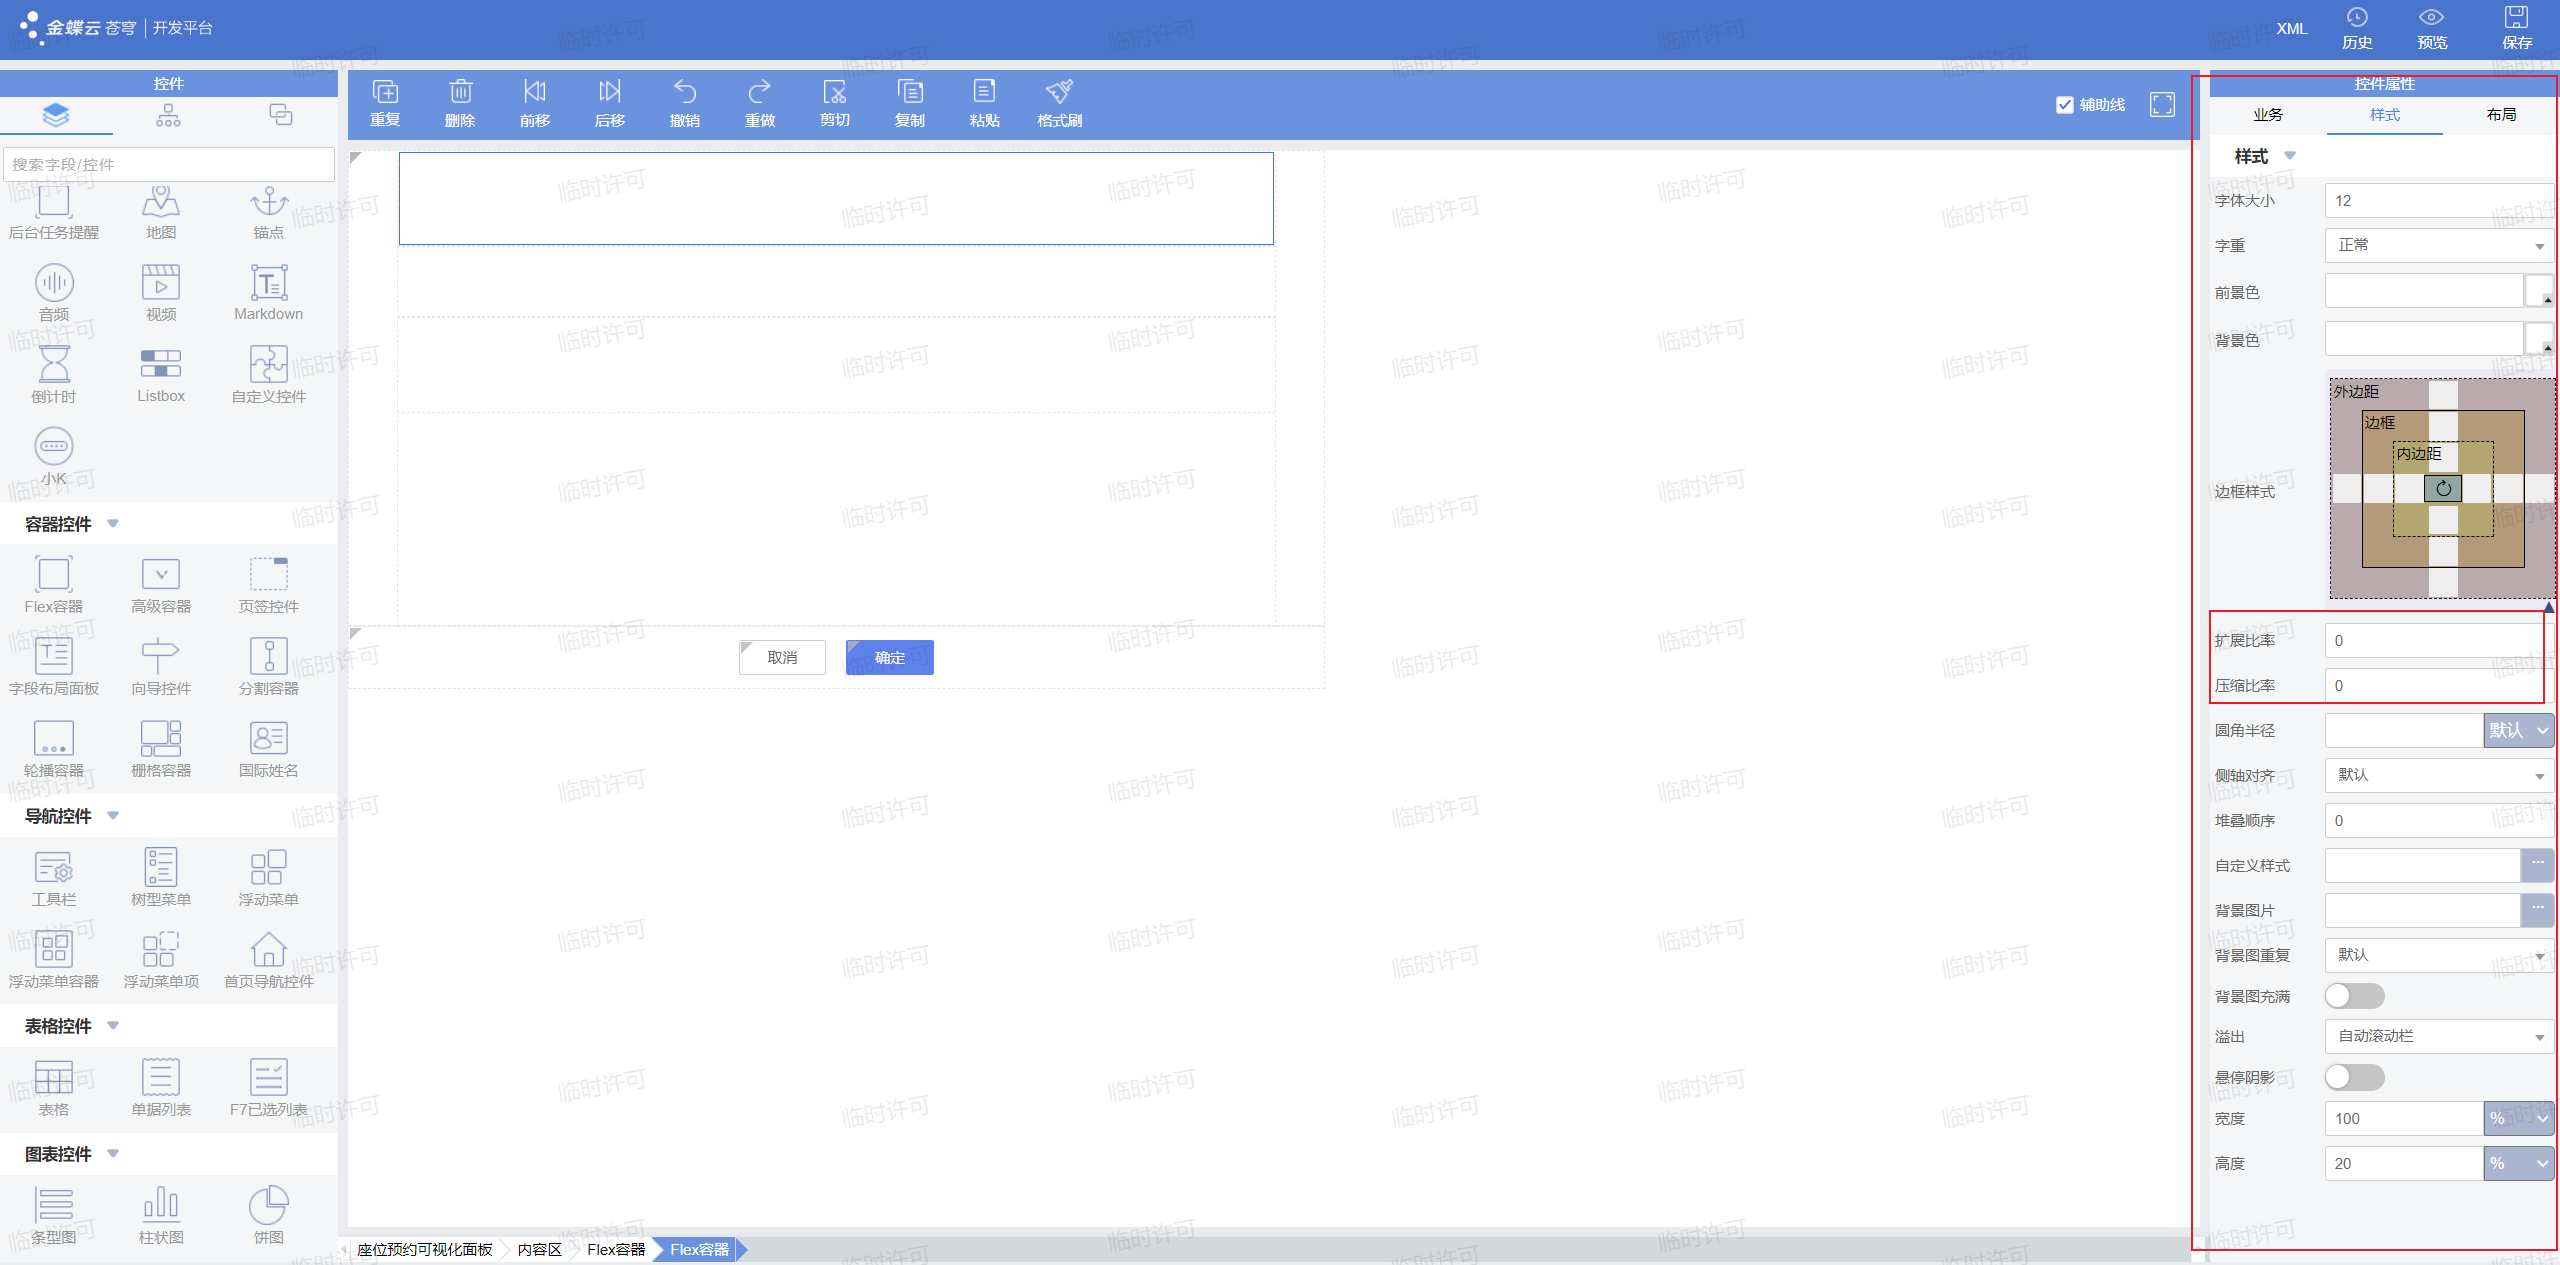 金蝶云 苍穹 | 开发平台
XML
历史
预览
保存
控件
搜索字段/控件
后台任务提醒
地图
锚点
音频
视频
Markdown
倒计时
Listbox
自定义控件
小K
容器控件
Flex容器
高级容器
页签控件
字段布局面板
向导控件
分割容器
轮播容器
栅格容器
国际姓名
导航控件
工具栏
树型菜单
浮动菜单
浮动菜单容器
浮动菜单项
首页导航控件
表格控件
表格
单据列表
F7已选列表
图表控件
条型图
柱状图
饼图
重复
删除
前移
后移
撤销
重做
剪切
复制
粘贴
格式刷
辅助线
取消
确定
座位预约可视化面板
内容区
Flex容器
Flex容器
控件属性
业务
样式
布局
样式
字体大小
12
字重
正常
前景色
背景色
边框样式
外边距
边框
内边距
扩展比率
0
压缩比率
0
圆角半径
默认
侧轴对齐
默认
堆叠顺序
0
自定义样式
...
背景图片
...
背景图重复
默认
背景图充满
溢出
自动滚动栏
悬停阴影
宽度
100
%
高度
20
%
临时许可